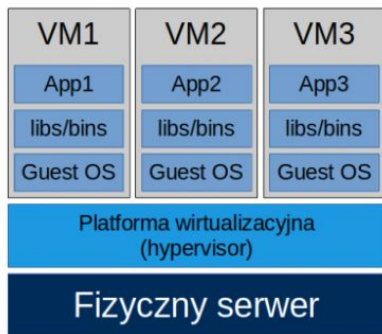 VM1 VM2 VM3
App1 App2 App3
libs/bins libs/bins libs/bins
Guest OS Guest OS Guest OS
Platforma wirtualizacyjna
(hypervisor)
Fizyczny serwer